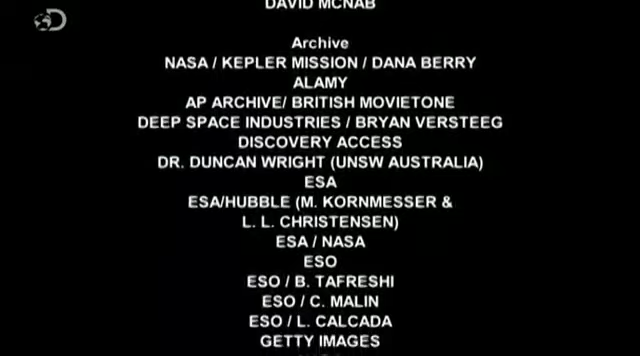 DAVID MCNAB
Archive
NASA / KEPLER MISSION / DANA BERRY
ALAMY
AP ARCHIVE/ BRITISH MOVIETONE
DEEP SPACE INDUSTRIES / BRYAN VERSTEEG
DISCOVERY ACCESS
DR. DUNCAN WRIGHT (UNSW AUSTRALIA)
ESA
ESA/HUBBLE (M. KORNMESSER &
L. L. CHRISTENSEN)
ESA / NASA
ESO
ESO / B. TAFRESHI
ESO / C. MALIN
ESO / L. CALCADA
GETTY IMAGES